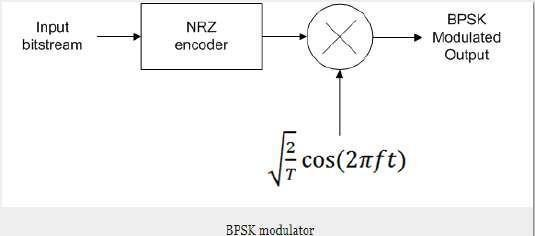 Input
bitstream
NRZ
encoder
BPSK
Modulated
Output
√(2/T) cos(2πft)
BPSK modulator